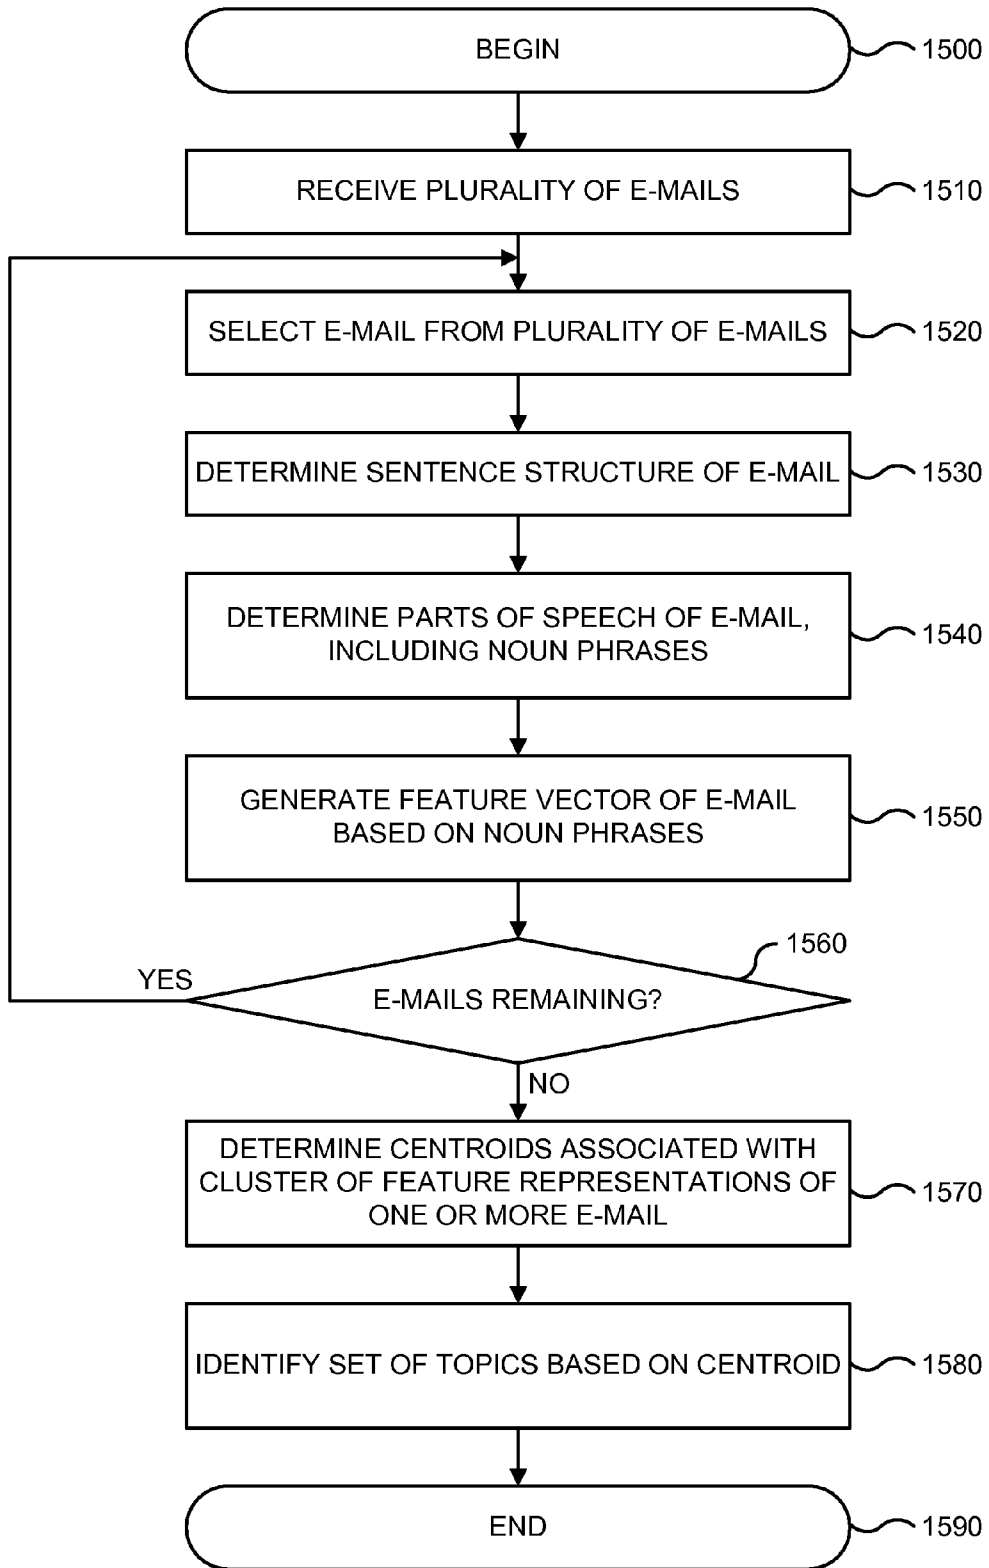 BEGIN
1500
RECEIVE PLURALITY OF E-MAILS
1510
SELECT E-MAIL FROM PLURALITY OF E-MAILS
1520
DETERMINE SENTENCE STRUCTURE OF E-MAIL
1530
DETERMINE PARTS OF SPEECH OF E-MAIL,
INCLUDING NOUN PHRASES
1540
GENERATE FEATURE VECTOR OF E-MAIL
BASED ON NOUN PHRASES
1550
1560
YES
E-MAILS REMAINING?
NO
DETERMINE CENTROIDS ASSOCIATED WITH
CLUSTER OF FEATURE REPRESENTATIONS OF
ONE OR MORE E-MAIL
1570
IDENTIFY SET OF TOPICS BASED ON CENTROID
1580
END
1590